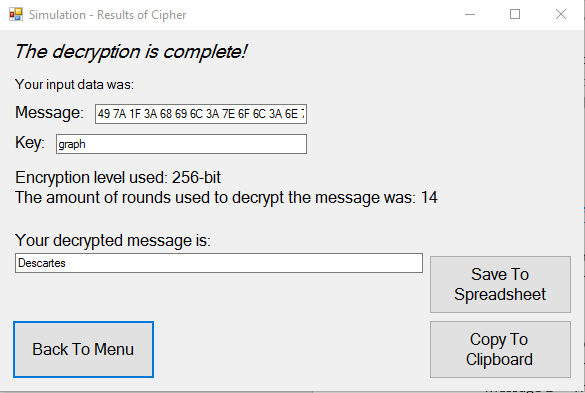 Simulation - Results of Cipher
The decryption is complete!
Your input data was:
Message: 49 7A 1F 3A 68 69 6C 3A 7E 6F 6C 3A 6E
Key: graph
Encryption level used: 256-bit
The amount of rounds used to decrypt the message was: 14
Your decrypted message is:
Descartes
Save To
Spreadsheet
Back To Menu
Copy To
Clipboard